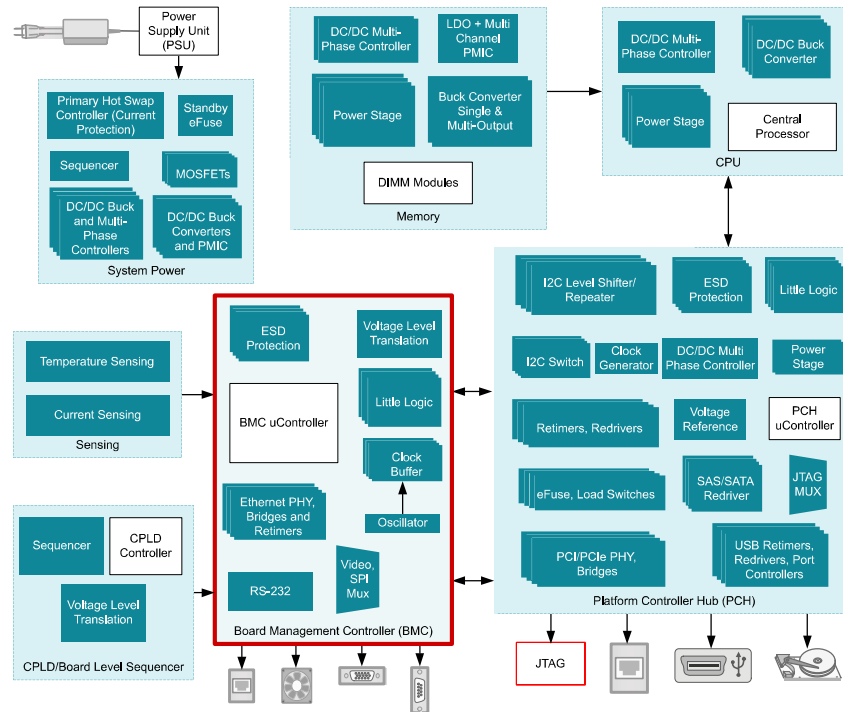 Power
Supply Unit
(PSU)
Primary Hot Swap
Controller (Current
Protection)
Standby
eFuse
Sequencer
MOSFETs
DC/DC Buck
and Multi-
Phase
Controllers
DC/DC Buck
Converters
and PMIC
System Power
DC/DC Multi-
Phase Controller
LDO + Multi
Channel
PMIC
Power Stage
Buck Converter
Single &
Multi-Output
DIMM Modules
Memory
DC/DC Multi-
Phase Controller
DC/DC Buck
Converter
Power Stage
Central
Processor
CPU
Temperature Sensing
Current Sensing
Sensing
Sequencer
CPLD
Controller
Voltage Level
Translation
CPLD/Board Level Sequencer
ESD
Protection
Voltage Level
Translation
BMC uController
Little Logic
Clock
Buffer
Ethernet PHY,
Bridges and
Retimers
Oscillator
RS-232
Video,
SPI
Mux
Board Management Controller (BMC)
I2C Level Shifter/
Repeater
ESD
Protection
Little Logic
I2C Switch
Clock
Generator
DC/DC Multi
Phase Controller
Power
Stage
Retimers, Redrivers
Voltage
Reference
PCH
uController
eFuse, Load Switches
SAS/SATA
Redriver
JTAG
MUX
PCI/PCIe PHY,
Bridges
USB Retimers,
Redrivers, Port
Controllers
Platform Controller Hub (PCH)
JTAG